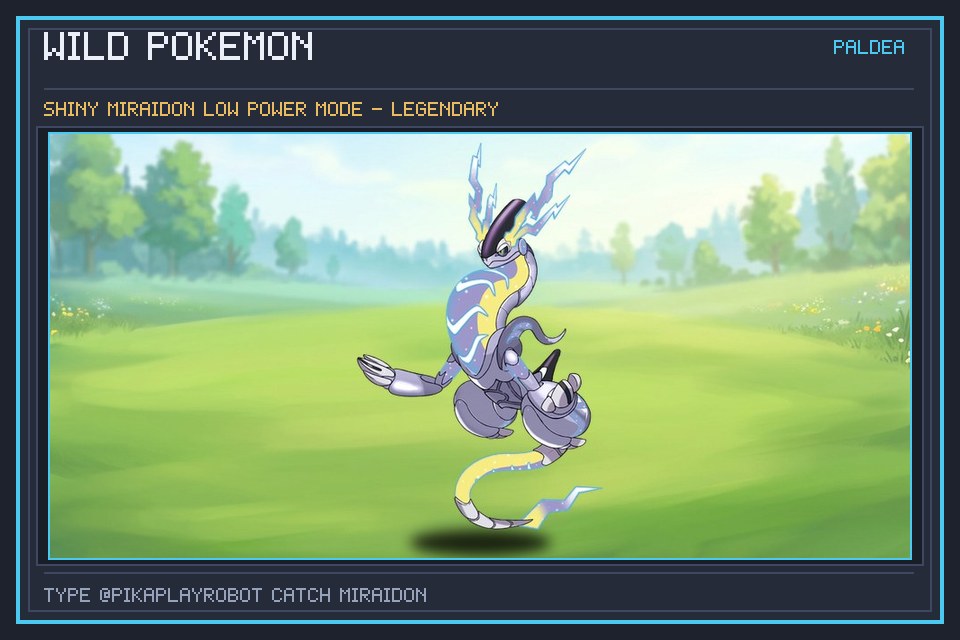 WILD POKEMON
PALDEA
SHINY MIRAIDON LOW POWER MODE - LEGENDARY
TYPE @PIKAPLAYROBOT CATCH MIRAIDON